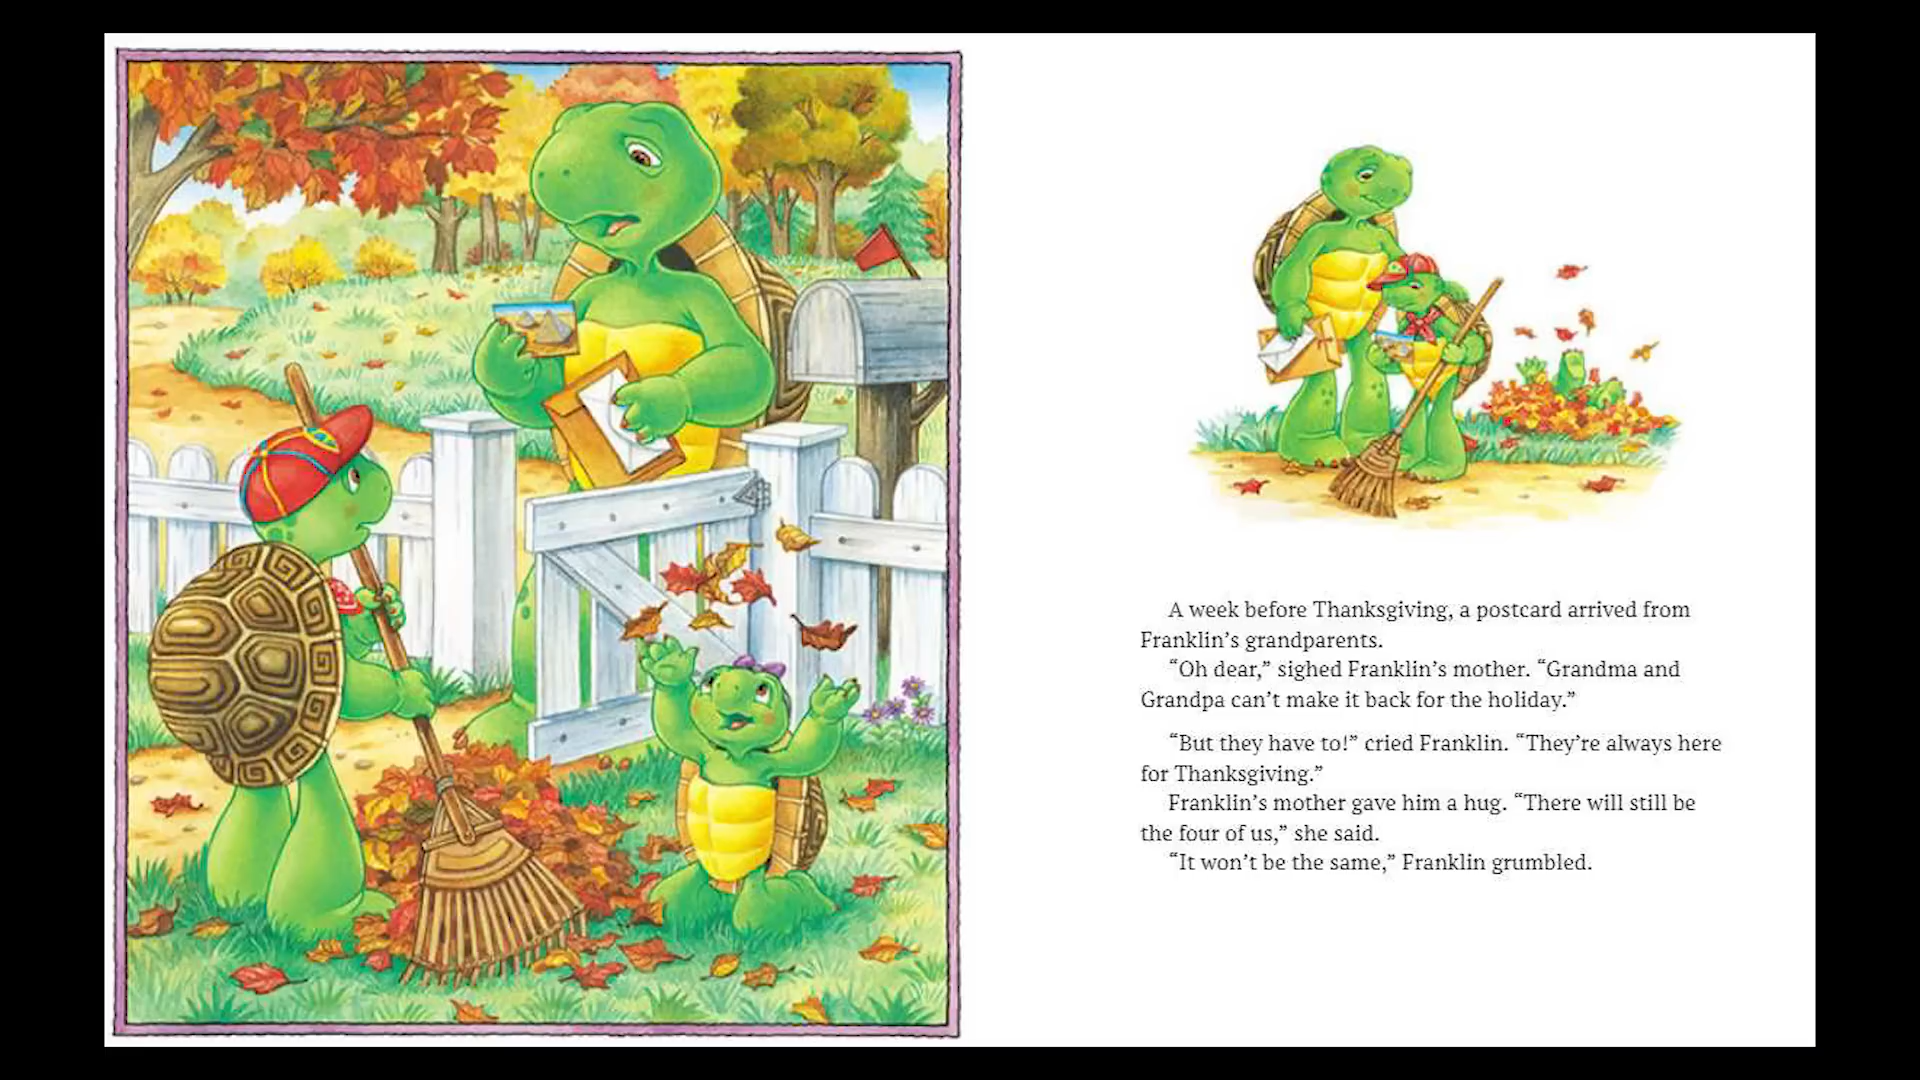 A week before Thanksgiving, a postcard arrived from
Franklin’s grandparents.
“Oh dear,” sighed Franklin’s mother. “Grandma and
Grandpa can’t make it back for the holiday.”
“But they have to!” cried Franklin. “They’re always here
for Thanksgiving.”
Franklin’s mother gave him a hug. “There will still be
the four of us,” she said.
“It won’t be the same,” Franklin grumbled.